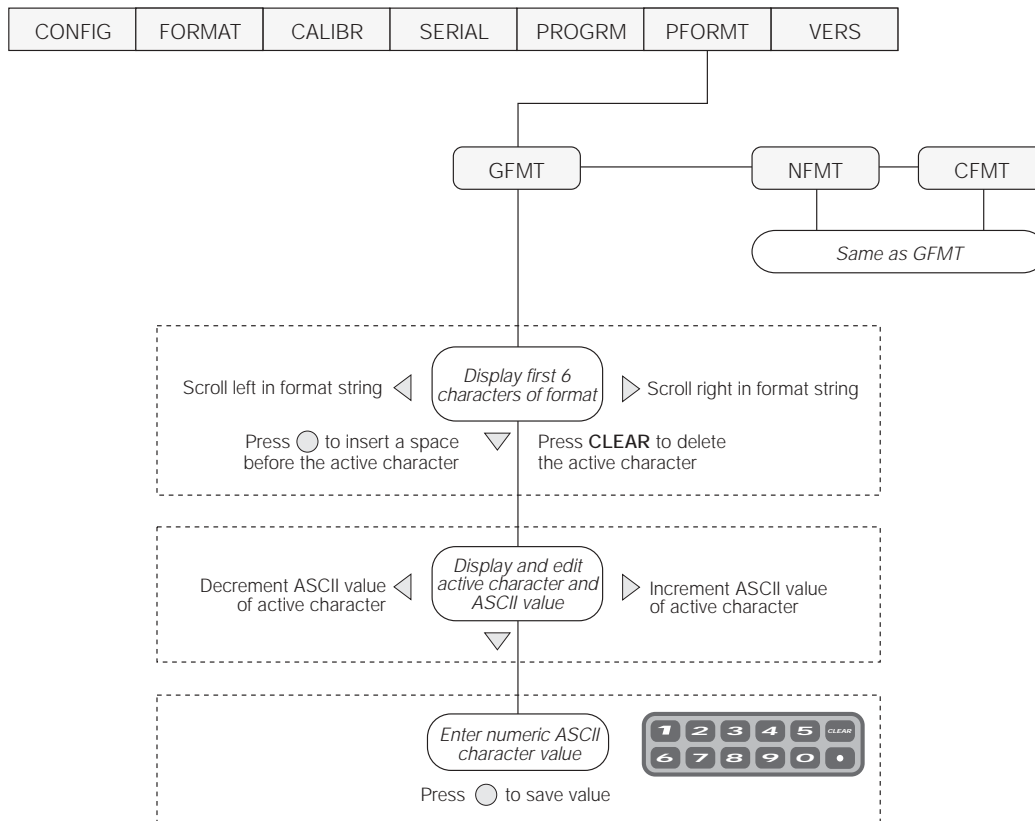 CONFIG FORMAT CALIBR SERIAL PROGRM PFORMT VERS
GFMT NFMT CFMT
Same as GFMT
Display first 6
characters of format
Scroll left in format string
Scroll right in format string
Press to insert a space
before the active character
Press CLEAR to delete
the active character
Display and edit
active character and
ASCII value
Decrement ASCII value
of active character
Increment ASCII value
of active character
Enter numeric ASCII
character value
1 2 3 4 5 CLEAR
6 7 8 9 0 •
Press to save value